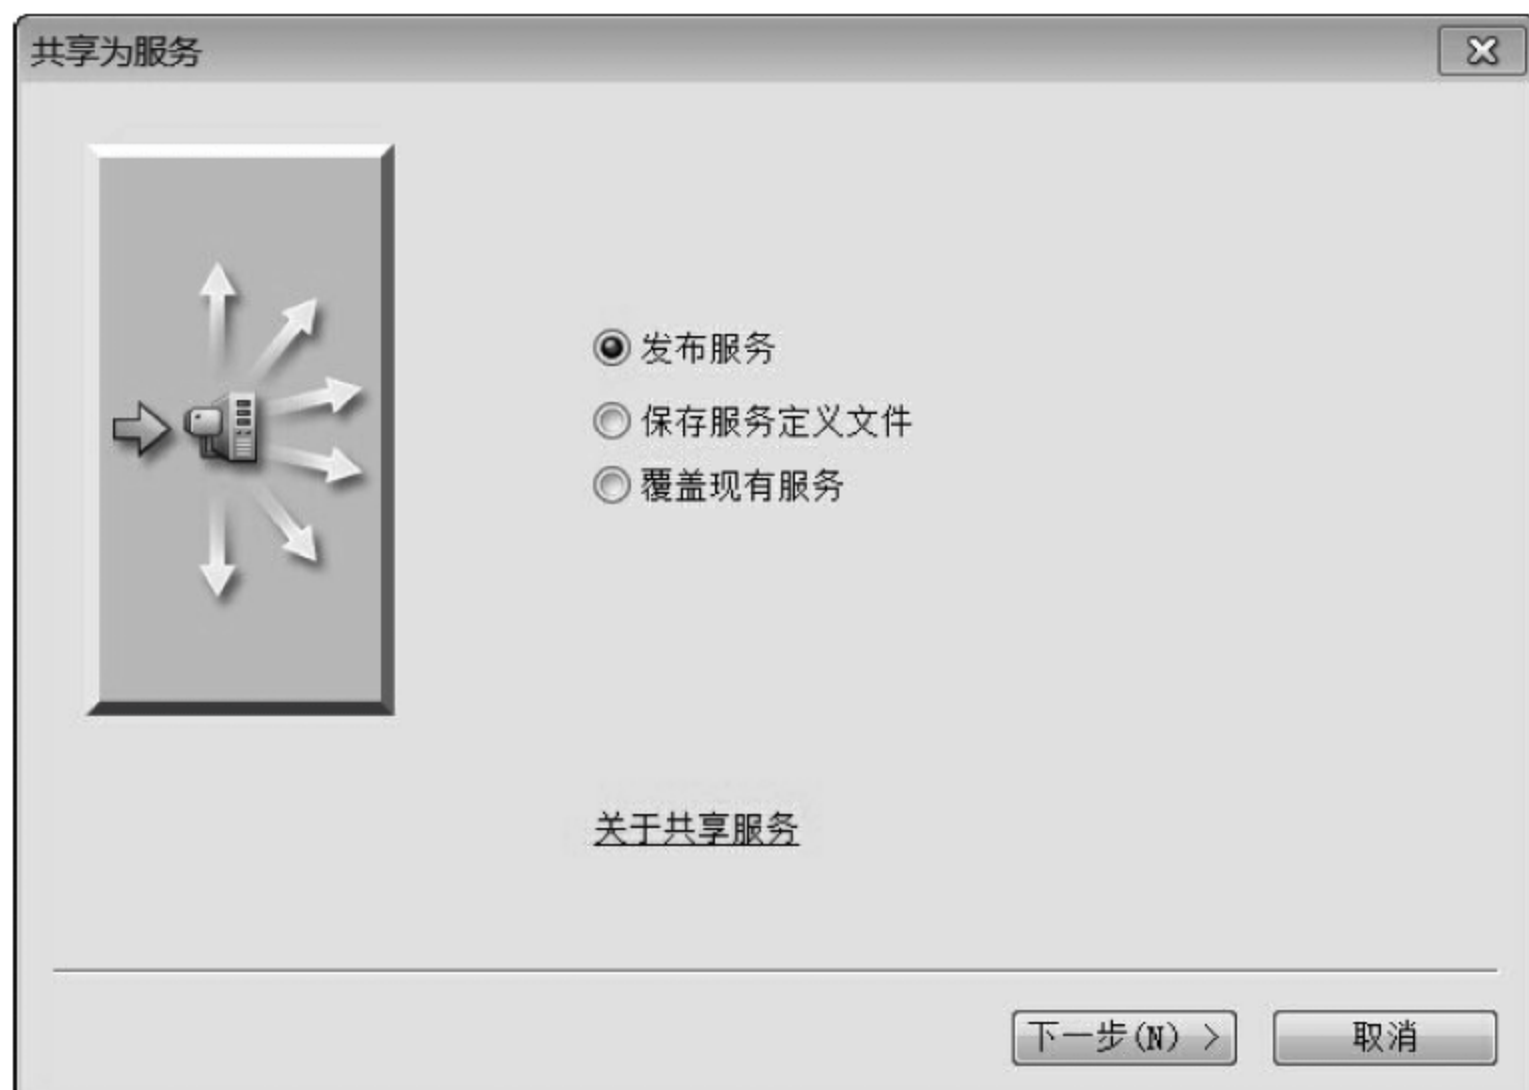 共享为服务
发布服务
保存服务定义文件
覆盖现有服务
关于共享服务
下一步(N) >
取消